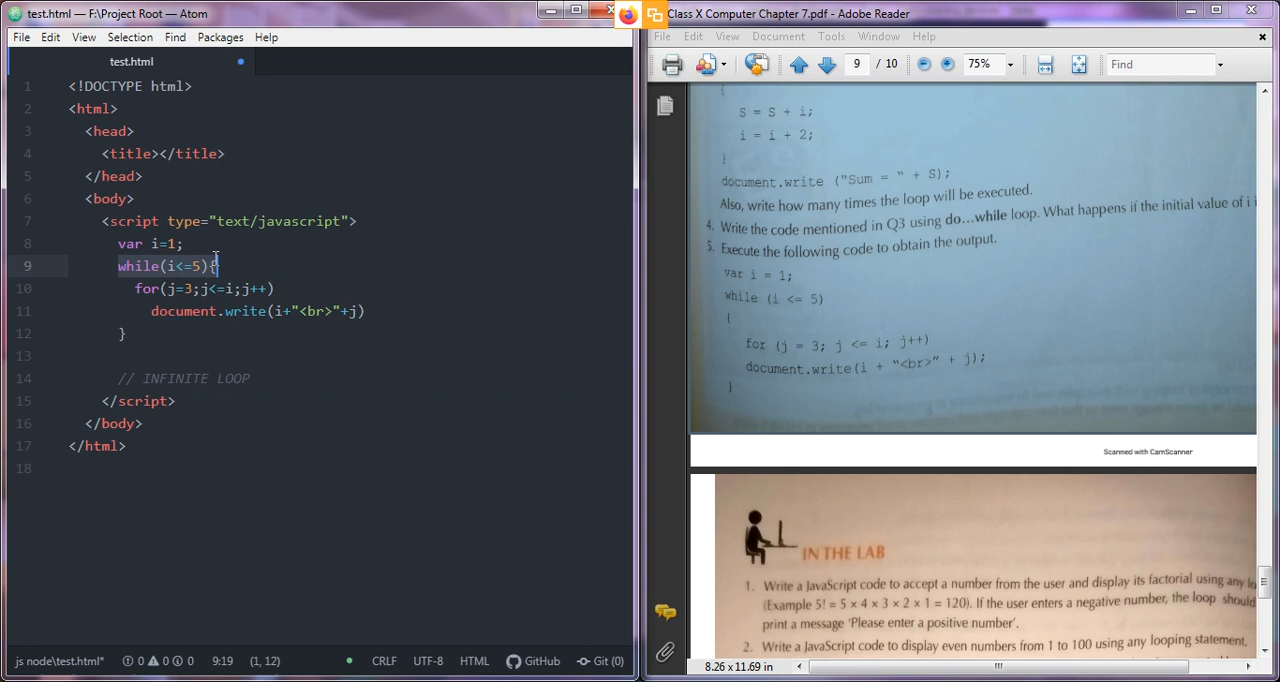 test.html — F:\Project Root — Atom
File Edit View Selection Find Packages Help
test.html
1 <!DOCTYPE html>
2 <html>
3 <head>
4 <title></title>
5 </head>
6 <body>
7 <script type="text/javascript">
8 var i=1;
9 while(i<=5){
10 for(j=3;j<=i;j++)
11 document.write(i+"<br>"+j)
12 }
13
14 // INFINITE LOOP
15 </script>
16 </body>
17 </html>
18
js node\test.html* 0 0 0 9:19 (1, 12) CRLF UTF-8 HTML GitHub Git (0)
Class X Computer Chapter 7.pdf - Adobe Reader
File Edit View Document Tools Window Help
9 / 10 75% Find
{
S = S + i;
i = i + 2;
}
document.write ("Sum = " + S);
Also, write how many times the loop will be executed.
4. Write the code mentioned in Q3 using do...while loop. What happens if the initial value of i i
5. Execute the following code to obtain the output.
var i = 1;
while (i <= 5)
{
for (j = 3; j <= i; j++)
document.write(i + "<br>" + j);
}
Scanned with CamScanner
IN THE LAB
1. Write a JavaScript code to accept a number from the user and display its factorial using any lo
(Example 5! = 5 × 4 × 3 × 2 × 1 = 120). If the user enters a negative number, the loop should
print a message 'Please enter a positive number'.
2. Write a JavaScript code to display even numbers from 1 to 100 using any looping statement.
8.26 x 11.69 in